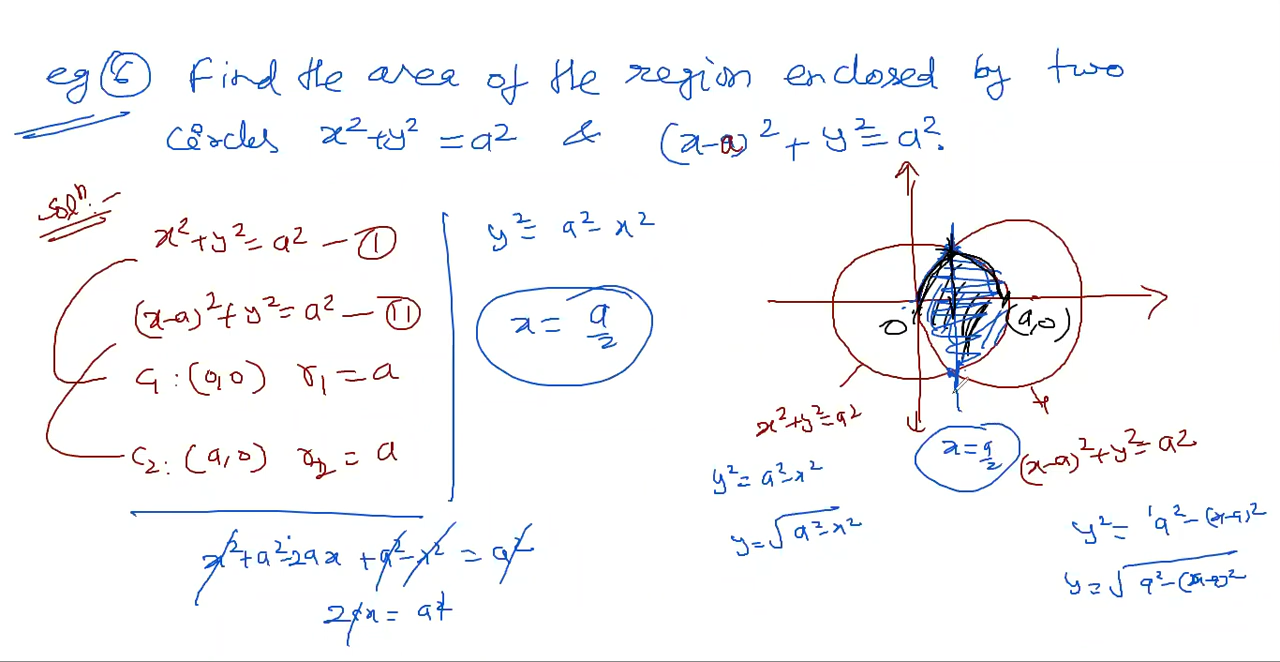 eg ⑥ Find the area of the region enclosed by two
circles x²+y² = a² & (x-a)² + y² = a².
Solⁿ:-
x²+y² = a² — ①
(x-a)²+y² = a² — ⑪
C₁ : (0,0) r₁ = a
C₂ : (a,0) r₂ = a
x²+a²-2ax+a²-x² = a²
2ax = a²
y² = a²-x²
x = a/2
O
(a,0)
x²+y²=a²
x = a/2
(x-a)²+y² = a²
y² = a²-x²
y = √a²-x²
y² = a²-(x-a)²
y = √a²-(x-a)²